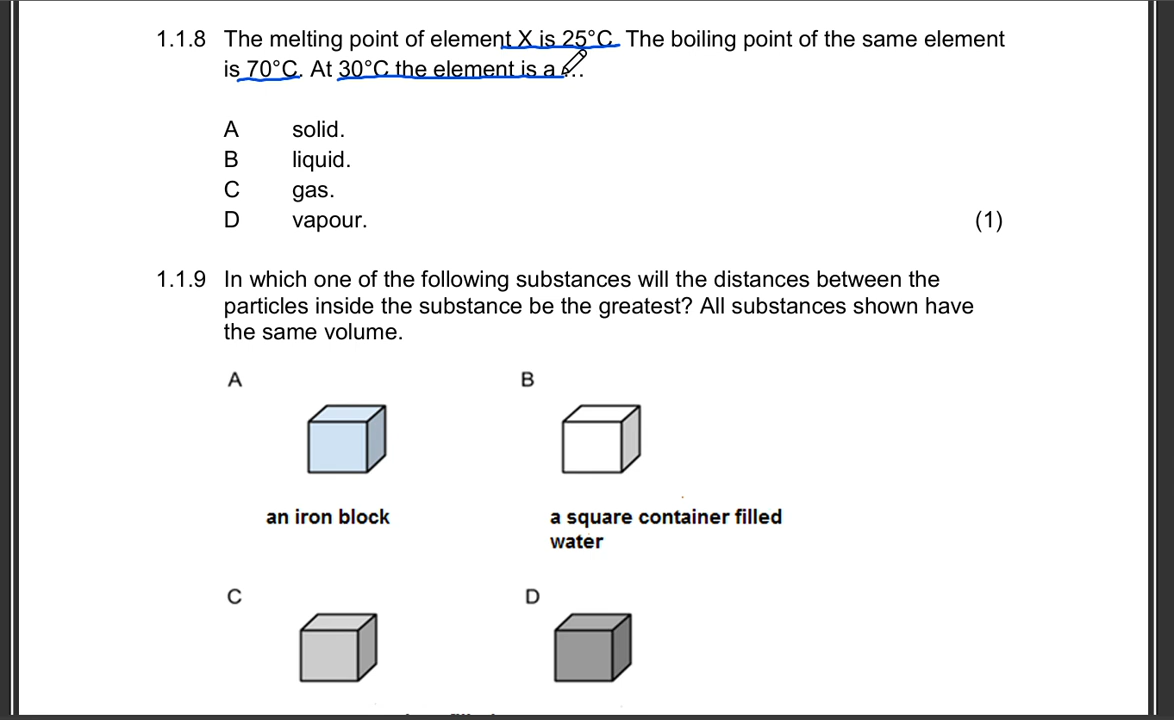 1.1.8 The melting point of element X is 25°C. The boiling point of the same element
is 70°C. At 30°C the element is a ...
A solid.
B liquid.
C gas.
D vapour. (1)
1.1.9 In which one of the following substances will the distances between the
particles inside the substance be the greatest? All substances shown have
the same volume.
A B
an iron block
a square container filled
water
C D